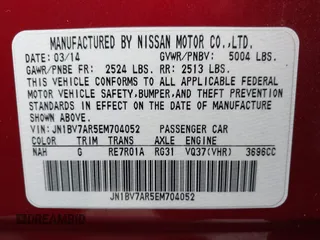 MANUFACTURED BY NISSAN MOTOR CO.,LTD.
DATE: 03/14 GVWR/PNBV: 5004 LBS.
GAWR/PNBE FR: 2524 LBS. RR: 2513 LBS.
THIS VEHICLE CONFORMS TO ALL APPLICABLE FEDERAL
MOTOR VEHICLE SAFETY,BUMPER,AND THEFT PREVENTION
STANDARDS IN EFFECT ON THE DATE OF MANUFACTURE
SHOWN ABOVE.
VIN:JN1BV7AR5EM704052 PASSENGER CAR
COLOR TRIM TRANS AXLE ENGINE
NAH G RE7R01A RG31 VQ37(VHR) 3696CC
JN1BV7AR5EM704052
DREAMBID